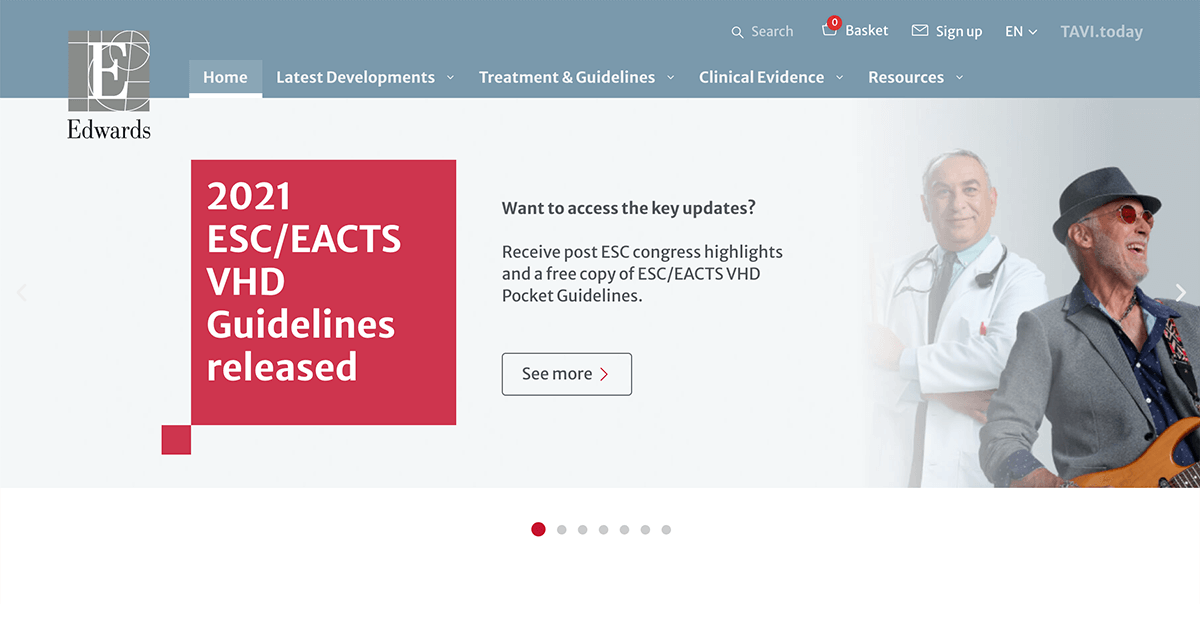 Search
0
Basket
Sign up
EN
TAVI.today
E
Edwards
Home
Latest Developments
Treatment & Guidelines
Clinical Evidence
Resources
2021
ESC/EACTS
VHD
Guidelines
released
Want to access the key updates?
Receive post ESC congress highlights
and a free copy of ESC/EACTS VHD
Pocket Guidelines.
See more